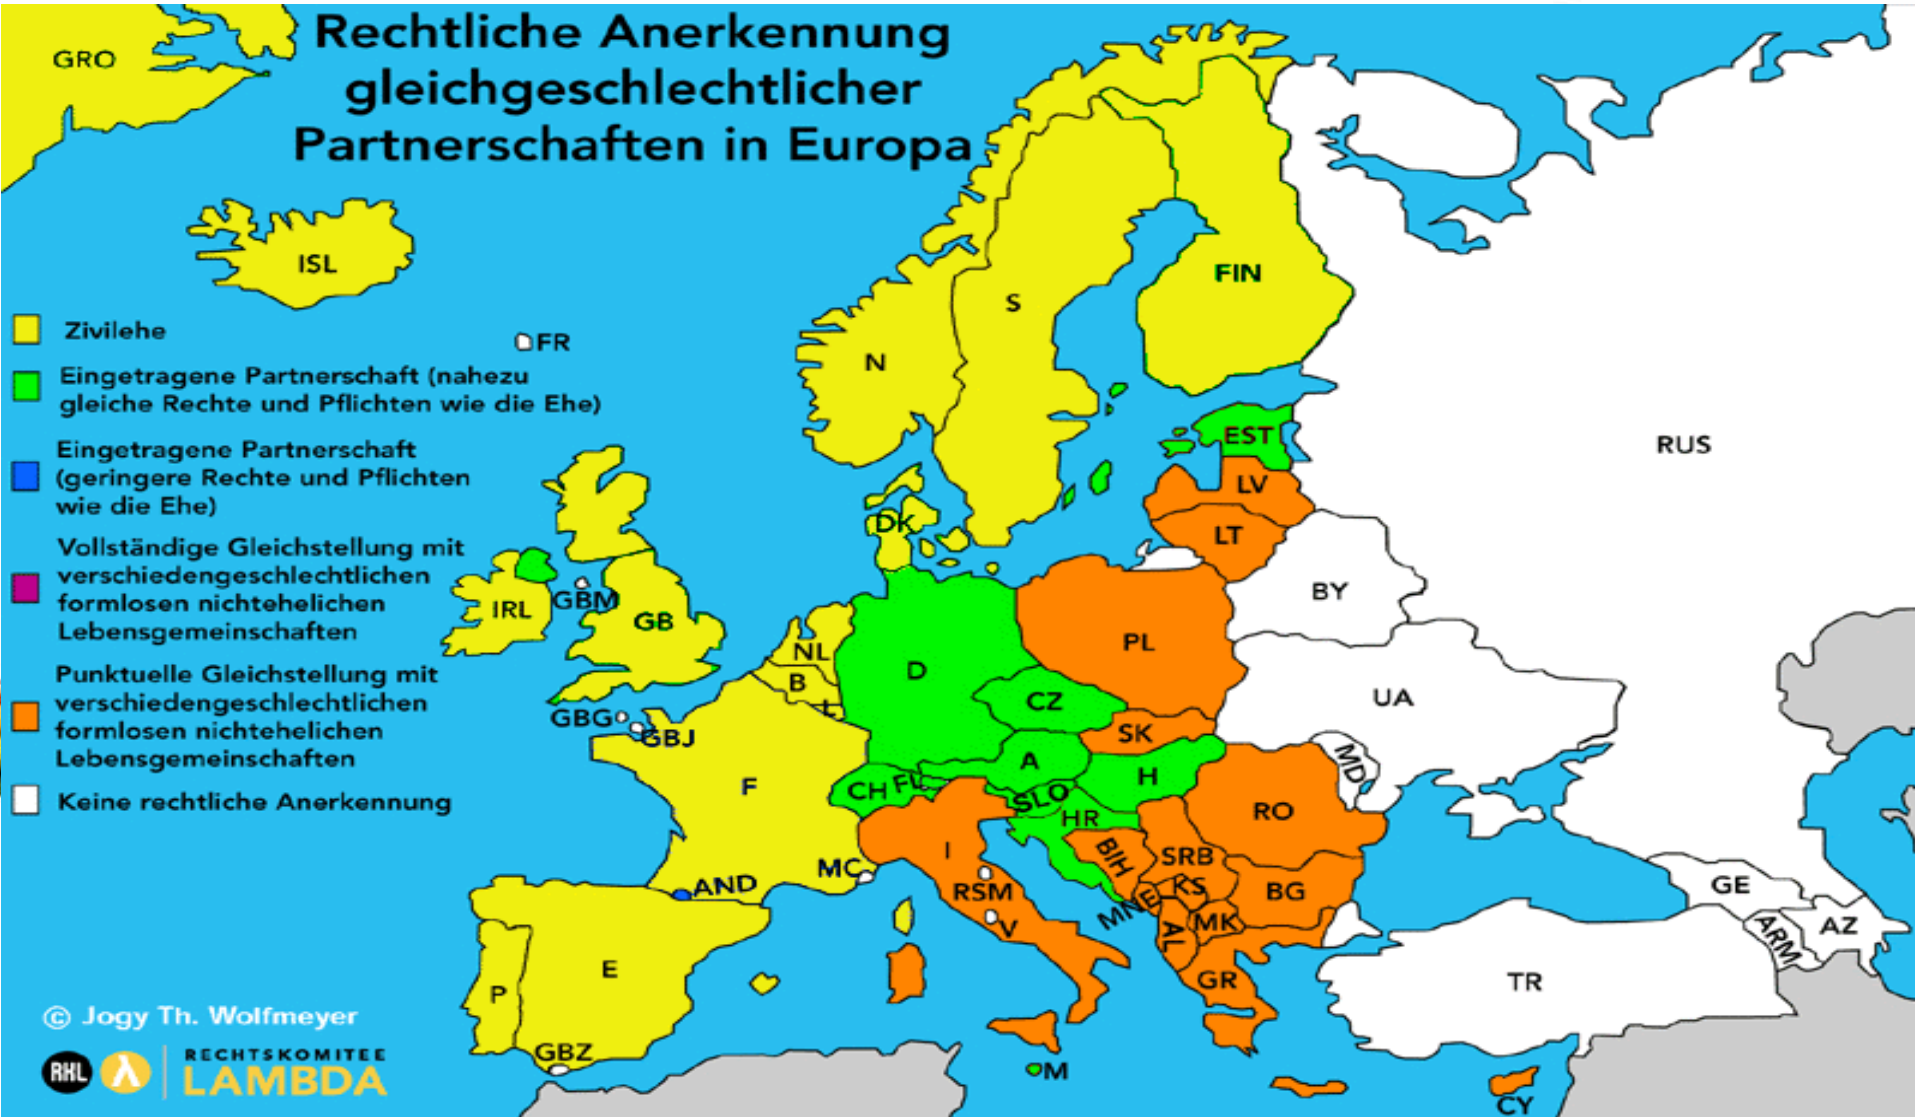 Rechtliche Anerkennung
gleichgeschlechtlicher
Partnerschaften in Europa
GRO
ISL
FR
Zivilehe
Eingetragene Partnerschaft (nahezu
gleiche Rechte und Pflichten wie die Ehe)
Eingetragene Partnerschaft
(geringere Rechte und Pflichten
wie die Ehe)
Vollständige Gleichstellung mit
verschiedengeschlechtlichen
formlosen nichtehelichen
Lebensgemeinschaften
Punktuelle Gleichstellung mit
verschiedengeschlechtlichen
formlosen nichtehelichen
Lebensgemeinschaften
Keine rechtliche Anerkennung
FIN
S
N
EST
RUS
LV
DK
LT
BY
GBM
IRL
GB
NL
PL
D
B
CZ
UA
L
GBG
SK
GBJ
A
MD
H
F
CH
FL
SLO
RO
HR
I
BIH
SRB
MC
AND
RSM
KS
BG
GE
MNE
V
MK
AL
ARM
AZ
E
P
GR
TR
GBZ
M
CY
© Jogy Th. Wolfmeyer
RKL
λ
RECHTSKOMITEE
LAMBDA